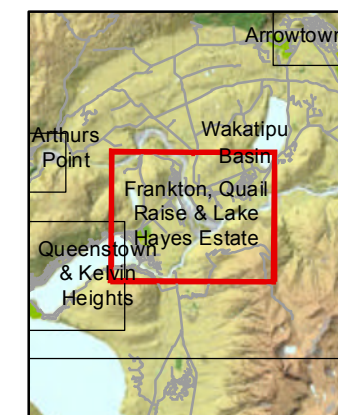 Arrowtown
Arthurs
Point
Wakatipu
Basin
Frankton, Quail
Raise & Lake
Hayes Estate
Queenstown
& Kelvin
Heights